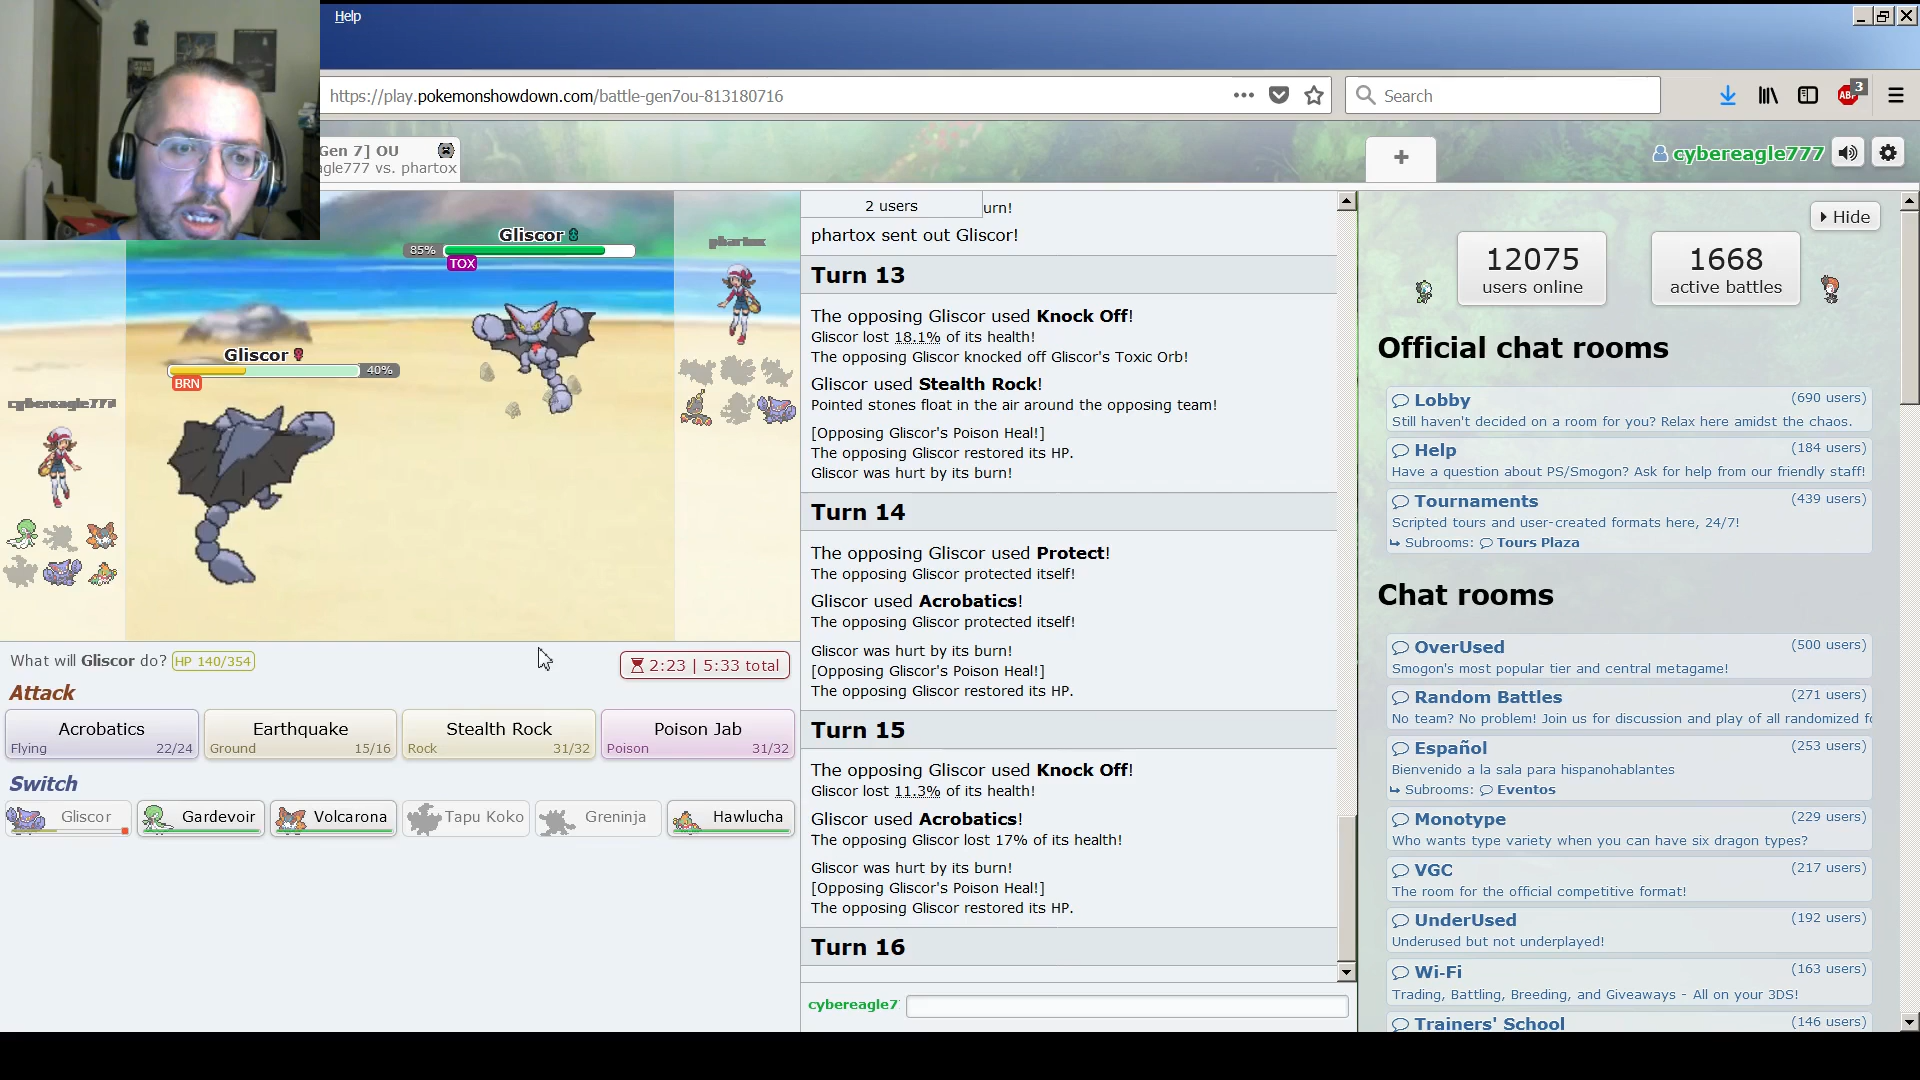 Help
https://play.pokemonshowdown.com/battle-gen7ou-813180716
Search
ABP
3
Gen 7] OU
agle777 vs. phartox
+
cybereagle777
Gliscor
85%
TOX
phartox
Gliscor
40%
BRN
cybereagle777
What will Gliscor do? HP 140/354
2:23 | 5:33 total
Attack
Acrobatics
Flying 22/24
Earthquake
Ground 15/16
Stealth Rock
Rock 31/32
Poison Jab
Poison 31/32
Switch
Gliscor
Gardevoir
Volcarona
Tapu Koko
Greninja
Hawlucha
2 users
urn!
phartox sent out Gliscor!
Turn 13
The opposing Gliscor used Knock Off!
Gliscor lost 18.1% of its health!
The opposing Gliscor knocked off Gliscor's Toxic Orb!
Gliscor used Stealth Rock!
Pointed stones float in the air around the opposing team!
[Opposing Gliscor's Poison Heal!]
The opposing Gliscor restored its HP.
Gliscor was hurt by its burn!
Turn 14
The opposing Gliscor used Protect!
The opposing Gliscor protected itself!
Gliscor used Acrobatics!
The opposing Gliscor protected itself!
Gliscor was hurt by its burn!
[Opposing Gliscor's Poison Heal!]
The opposing Gliscor restored its HP.
Turn 15
The opposing Gliscor used Knock Off!
Gliscor lost 11.3% of its health!
Gliscor used Acrobatics!
The opposing Gliscor lost 17% of its health!
Gliscor was hurt by its burn!
[Opposing Gliscor's Poison Heal!]
The opposing Gliscor restored its HP.
Turn 16
cybereagle7
Hide
12075
users online
1668
active battles
Official chat rooms
Lobby (690 users)
Still haven't decided on a room for you? Relax here amidst the chaos.
Help (184 users)
Have a question about PS/Smogon? Ask for help from our friendly staff!
Tournaments (439 users)
Scripted tours and user-created formats here, 24/7!
Subrooms: Tours Plaza
Chat rooms
OverUsed (500 users)
Smogon's most popular tier and central metagame!
Random Battles (271 users)
No team? No problem! Join us for discussion and play of all randomized fo
Español (253 users)
Bienvenido a la sala para hispanohablantes
Subrooms: Eventos
Monotype (229 users)
Who wants type variety when you can have six dragon types?
VGC (217 users)
The room for the official competitive format!
UnderUsed (192 users)
Underused but not underplayed!
Wi-Fi (163 users)
Trading, Battling, Breeding, and Giveaways - All on your 3DS!
Trainers' School (146 users)